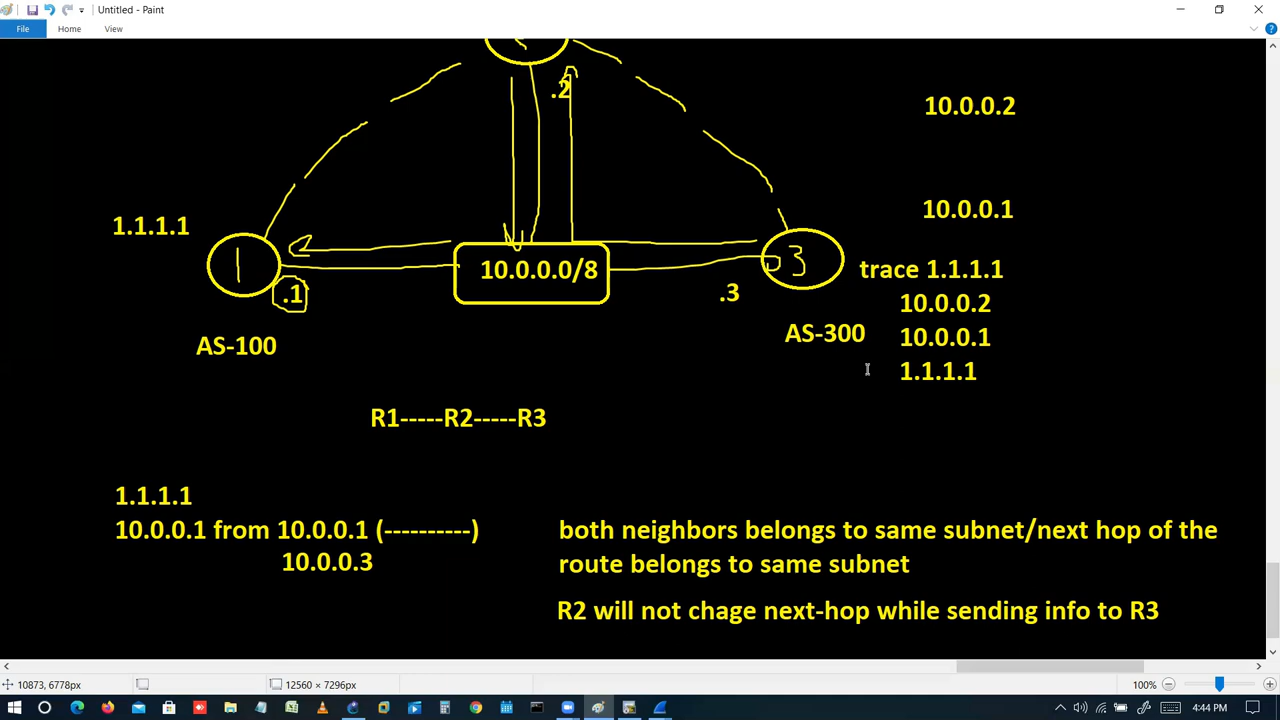 Untitled - Paint
File
Home
View
.2
10.0.0.2
10.0.0.1
1.1.1.1
1
10.0.0.0/8
3
trace 1.1.1.1
.1
.3
10.0.0.2
AS-100
AS-300
10.0.0.1
1.1.1.1
R1-----R2-----R3
1.1.1.1
10.0.0.1 from 10.0.0.1 (----------)
10.0.0.3
both neighbors belongs to same subnet/next hop of the
route belongs to same subnet
R2 will not chage next-hop while sending info to R3
10873, 6778px
12560 × 7296px
100%
4:44 PM